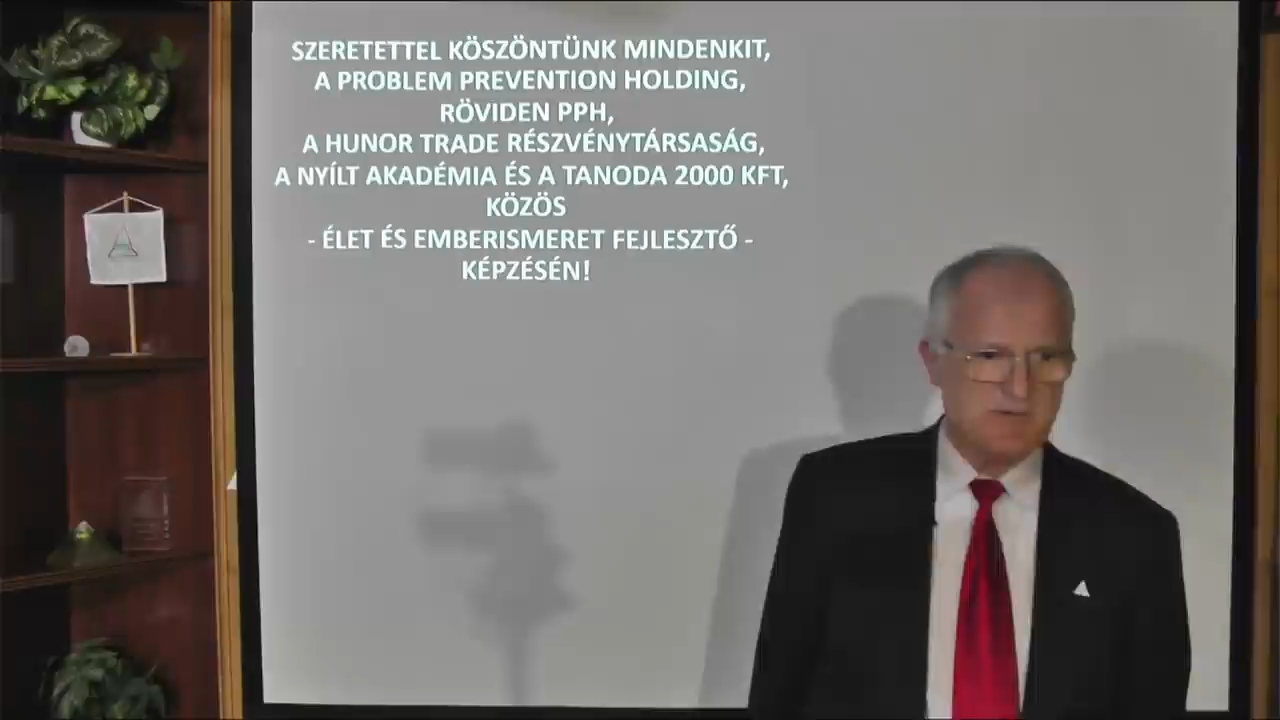 SZERETETTEL KÖSZÖNTÜNK MINDENKIT,
A PROBLEM PREVENTION HOLDING,
RÖVIDEN PPH,
A HUNOR TRADE RÉSZVÉNYTÁRSASÁG,
A NYÍLT AKADÉMIA ÉS A TANODA 2000 KFT,
KÖZÖS
- ÉLET ÉS EMBERISMERET FEJLESZTŐ -
KÉPZÉSÉN!